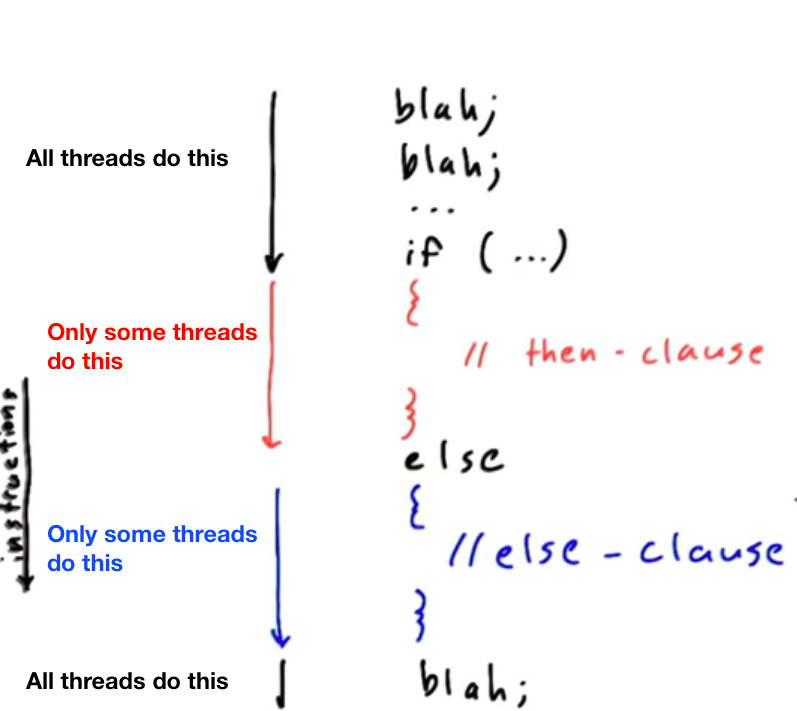 blah;
All threads do this
blah;
...
if (...)
{
Only some threads
do this
// then - clause
}
instructions
else
{
Only some threads
do this
//else - clause
}
All threads do this
blah;